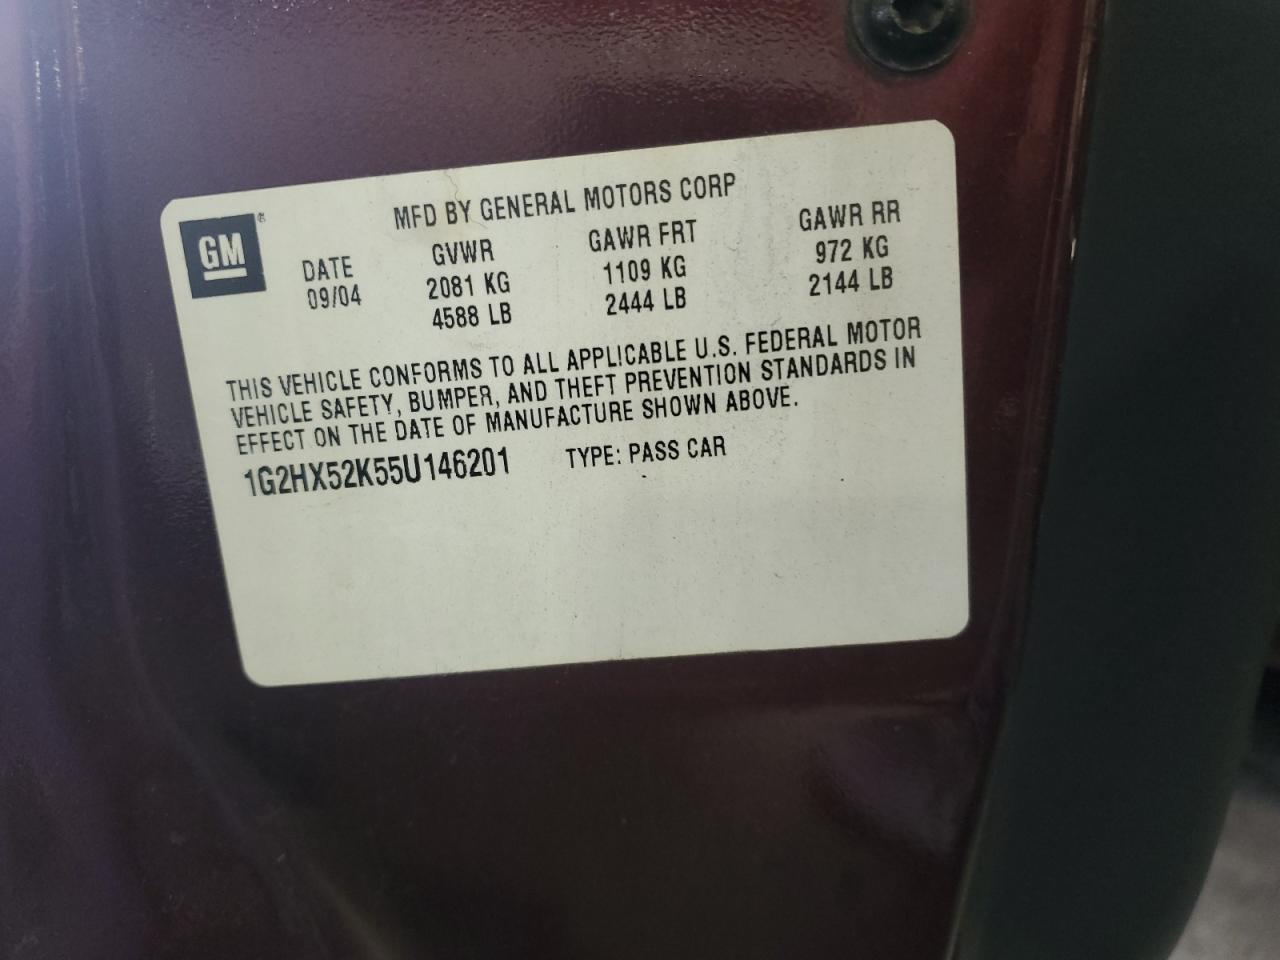 GM®
MFD BY GENERAL MOTORS CORP
DATE GVWR GAWR FRT GAWR RR
09/04 2081 KG 1109 KG 972 KG
4588 LB 2444 LB 2144 LB
THIS VEHICLE CONFORMS TO ALL APPLICABLE U.S. FEDERAL MOTOR
VEHICLE SAFETY, BUMPER, AND THEFT PREVENTION STANDARDS IN
EFFECT ON THE DATE OF MANUFACTURE SHOWN ABOVE.
1G2HX52K55U146201 TYPE: PASS CAR